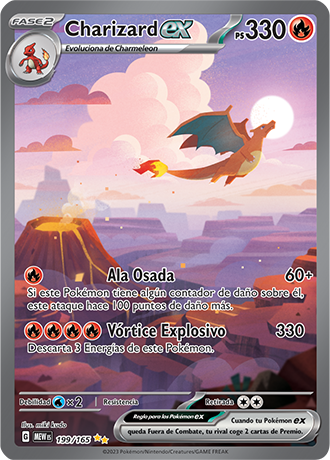 FASE2
Charizard ex
PS 330
Evoluciona de Charmeleon
Ala Osada 60+
Si este Pokémon tiene algún contador de daño sobre él,
este ataque hace 100 puntos de daño más.
Vórtice Explosivo 330
Descarta 3 Energías de este Pokémon.
Debilidad ×2 Resistencia Retirada
Ilus. miki kudo
Regla para los Pokémon ex
Cuando tu Pokémon ex
queda Fuera de Combate, tu rival coge 2 cartas de Premio.
G MEW ES 199/165
©2023 Pokémon/Nintendo/Creatures/GAME FREAK